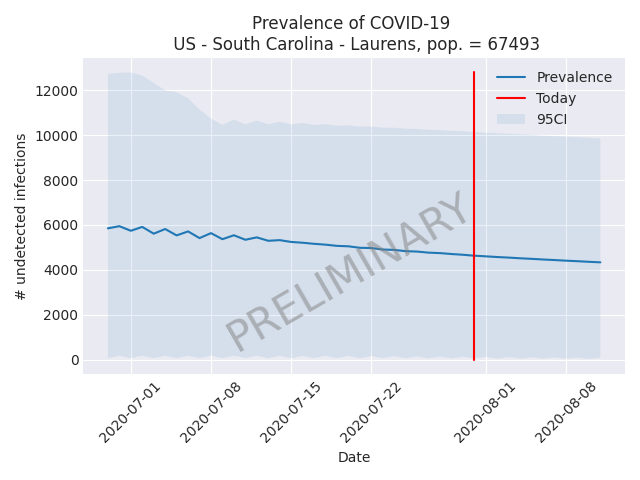 Prevalence of COVID-19
US - South Carolina - Laurens, pop. = 67493
# undetected infections
12000
10000
8000
6000
4000
2000
0
Prevalence
Today
95CI
PRELIMINARY
2020-07-01
2020-07-08
2020-07-15
2020-07-22
2020-08-01
2020-08-08
Date